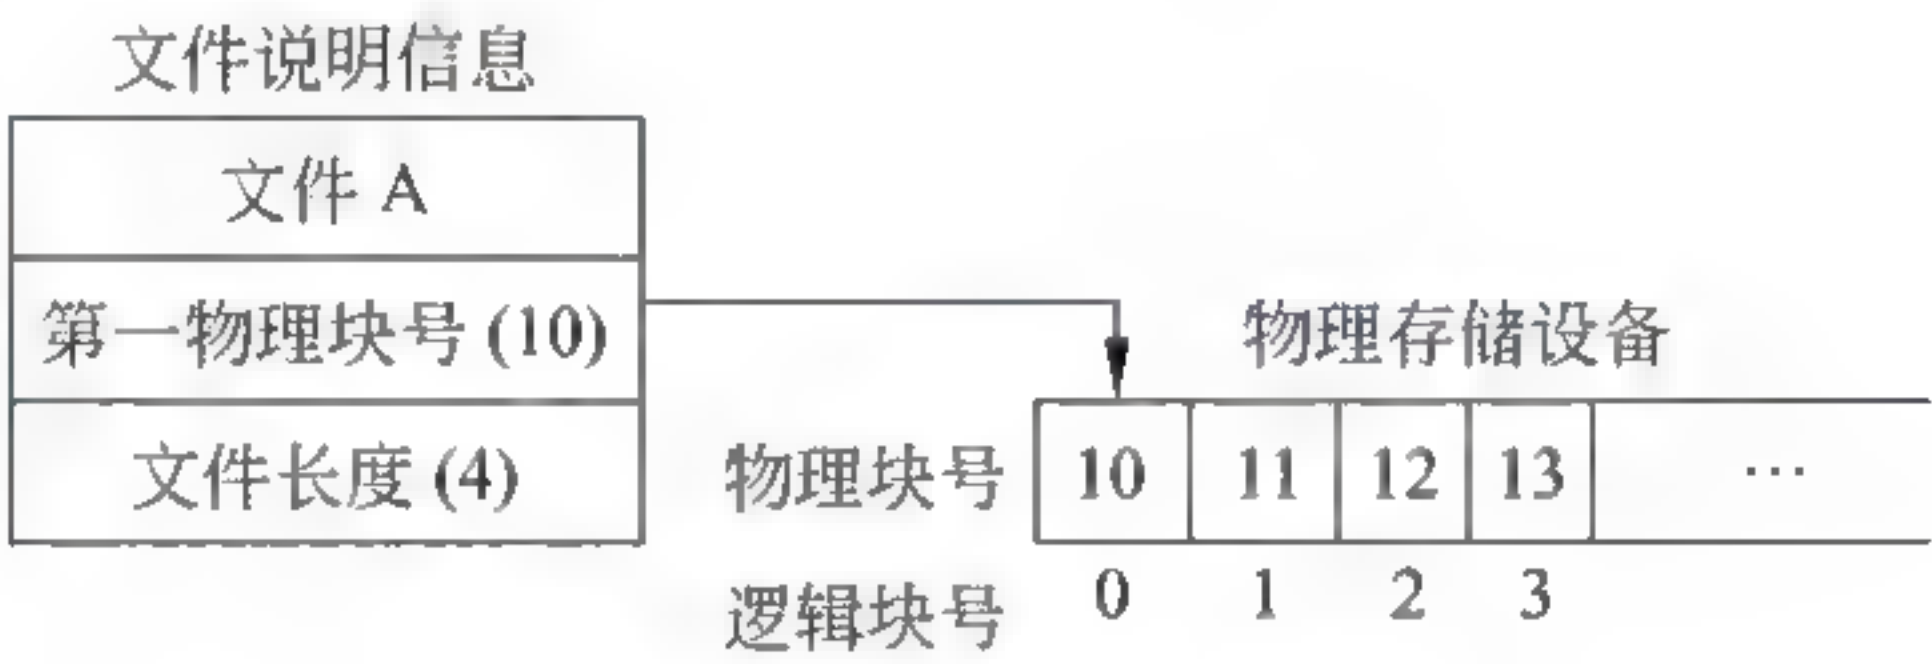 文件说明信息
文件 A
第一物理块号 (10)
文件长度 (4)
物理存储设备
物理块号 10 11 12 13 …
逻辑块号 0 1 2 3